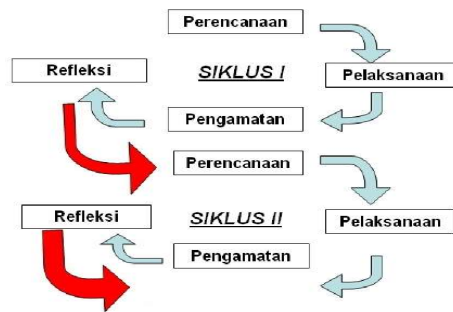 Perencanaan
Refleksi
SIKLUS I
Pelaksanaan
Pengamatan
Perencanaan
Refleksi
SIKLUS II
Pelaksanaan
Pengamatan